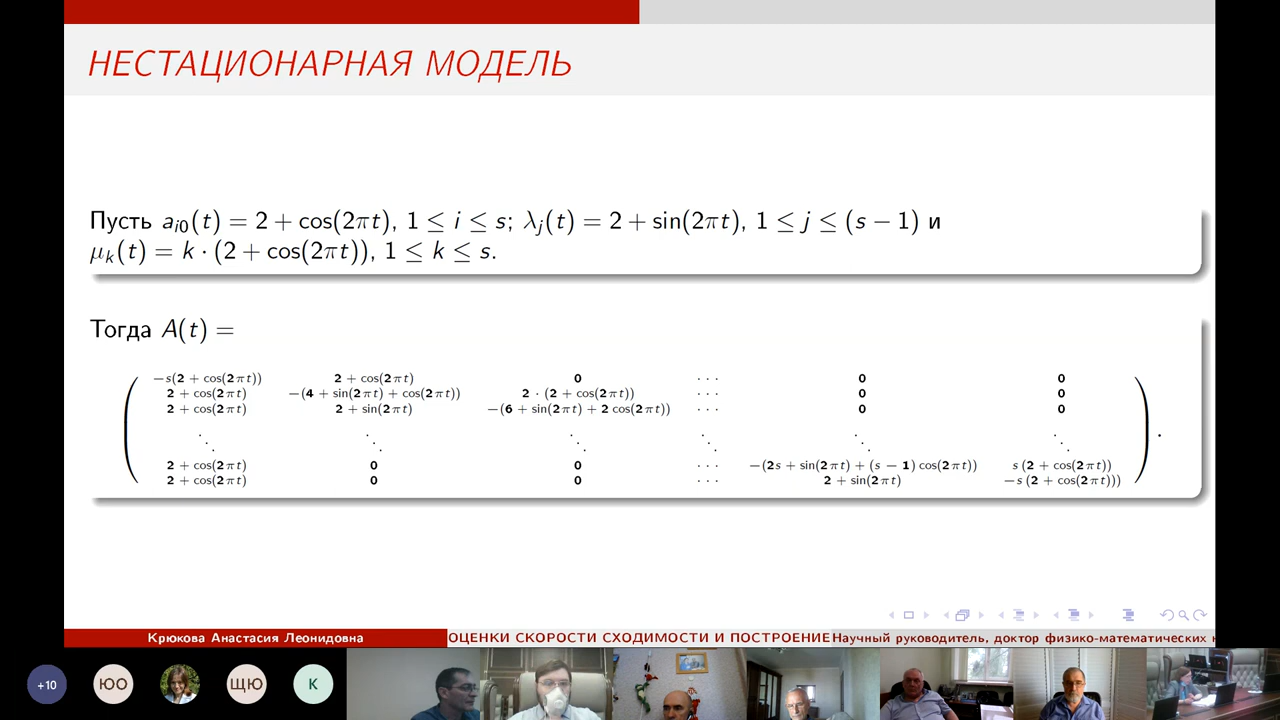 НЕСТАЦИОНАРНАЯ МОДЕЛЬ
Пусть a_{i0}(t) = 2 + cos(2πt), 1 ≤ i ≤ s; λ_j(t) = 2 + sin(2πt), 1 ≤ j ≤ (s − 1) и
μ_k(t) = k · (2 + cos(2πt)), 1 ≤ k ≤ s.
Тогда A(t) =
−s(2 + cos(2πt)) 2 + cos(2πt) 0 ··· 0 0
2 + cos(2πt) −(4 + sin(2πt) + cos(2πt)) 2 · (2 + cos(2πt)) ··· 0 0
2 + cos(2πt) 2 + sin(2πt) −(6 + sin(2πt) + 2 cos(2πt)) ··· 0 0
⋱ ⋱ ⋱ ⋱ ⋱ ⋱
2 + cos(2πt) 0 0 ··· −(2s + sin(2πt) + (s − 1) cos(2πt)) s (2 + cos(2πt))
2 + cos(2πt) 0 0 ··· 2 + sin(2πt) −s (2 + cos(2πt))) .
Крюкова Анастасия Леонидовна ОЦЕНКИ СКОРОСТИ СХОДИМОСТИ И ПОСТРОЕНИЕ Научный руководитель, доктор физико-математических н
+10 ЮО ЩЮ К